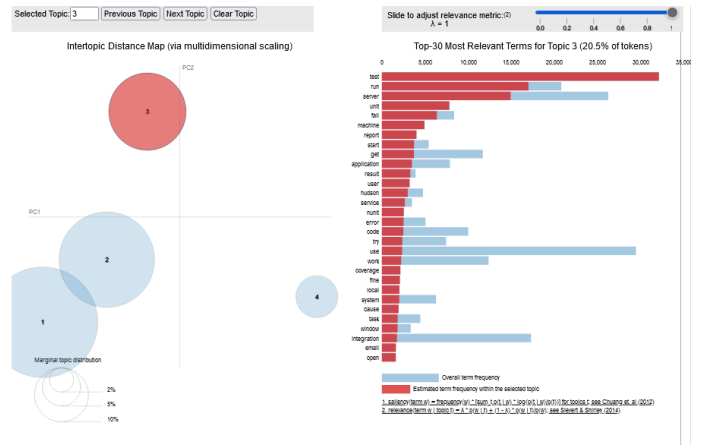 Selected Topic: 3 Previous Topic Next Topic Clear Topic
Slide to adjust relevance metric:(2)
λ = 1
0.0 0.2 0.4 0.6 0.8 1
Intertopic Distance Map (via multidimensional scaling)
PC2
PC1
3
2
4
1
Marginal topic distribution
2%
5%
10%
Top-30 Most Relevant Terms for Topic 3 (20.5% of tokens)
0 5,000 10,000 15,000 20,000 25,000 30,000 35,000
test
run
server
unit
fail
machine
report
start
get
application
result
user
hudson
service
nunit
error
code
try
use
work
coverage
fine
local
system
cause
task
window
integration
email
open
Overall term frequency
Estimated term frequency within the selected topic
1. saliency(term w) = frequency(w) * [sum_t p(t | w) * log(p(t | w)/p(t))] for topics t; see Chuang et. al (2012)
2. relevance(term w | topic t) = λ * p(w | t) + (1 - λ) * p(w | t)/p(w); see Sievert & Shirley (2014)